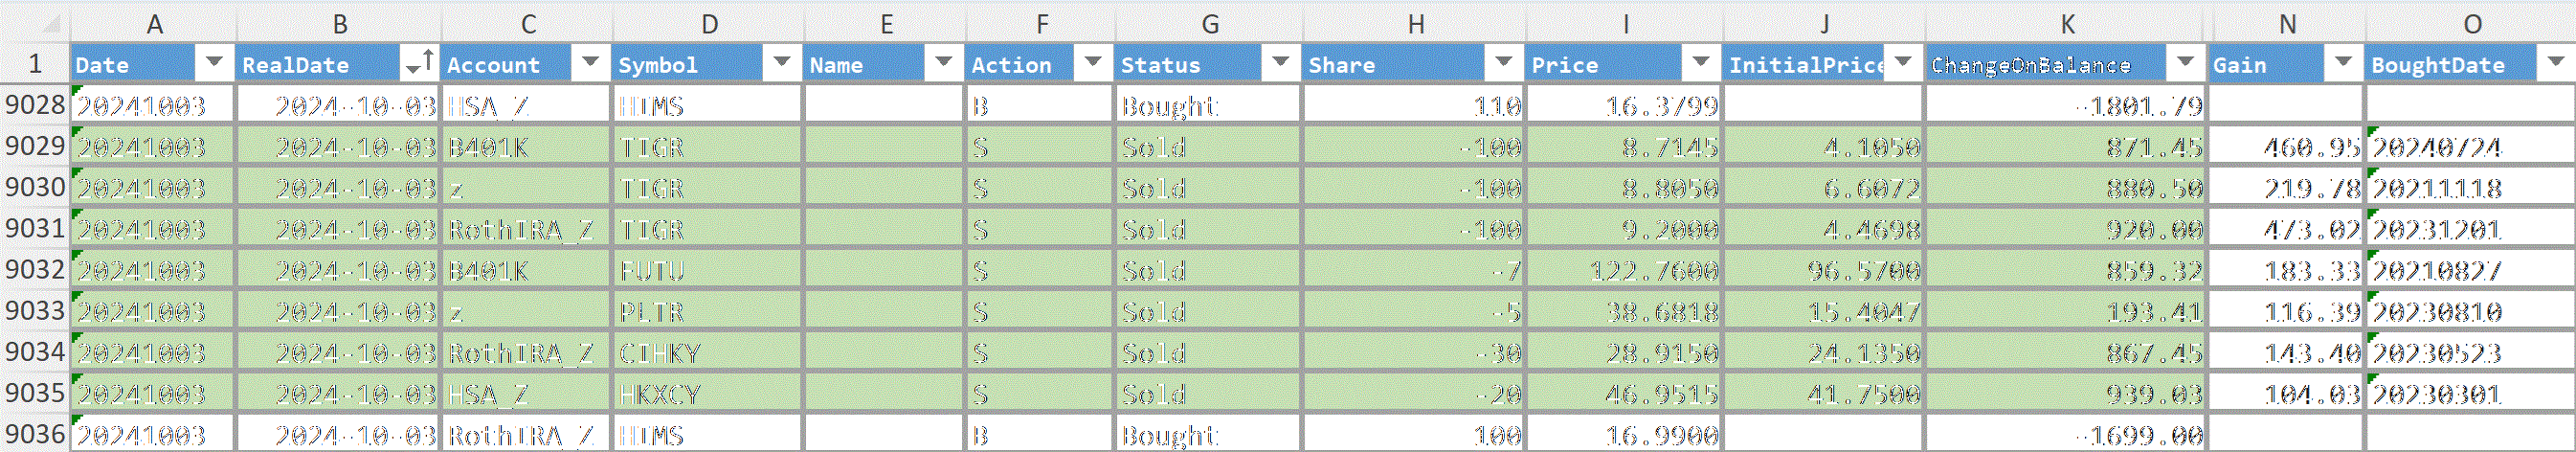 A B C D E F G H I J K N O
1 Date RealDate Account Symbol Name Action Status Share Price InitialPrice ChangeOnBalance Gain BoughtDate
9028 20241003 2024-10-03 HSA_Z HIMS B Bought 110 16.3799 -1801.79
9029 20241003 2024-10-03 B401K TIGR S Sold -100 8.7145 4.1050 871.45 460.95 20240724
9030 20241003 2024-10-03 z TIGR S Sold -100 8.8050 6.6072 880.50 219.78 20211118
9031 20241003 2024-10-03 RothIRA_Z TIGR S Sold -100 9.2000 4.4698 920.00 473.02 20231201
9032 20241003 2024-10-03 B401K FUTU S Sold -7 122.7600 96.5700 859.32 183.33 20210827
9033 20241003 2024-10-03 z PLTR S Sold -5 38.6818 15.4047 193.41 116.39 20230810
9034 20241003 2024-10-03 RothIRA_Z CIHKY S Sold -30 28.9150 24.1350 867.45 143.40 20230523
9035 20241003 2024-10-03 HSA_Z HKXCY S Sold -20 46.9515 41.7500 939.03 104.03 20230301
9036 20241003 2024-10-03 RothIRA_Z HIMS B Bought 100 16.9900 -1699.00